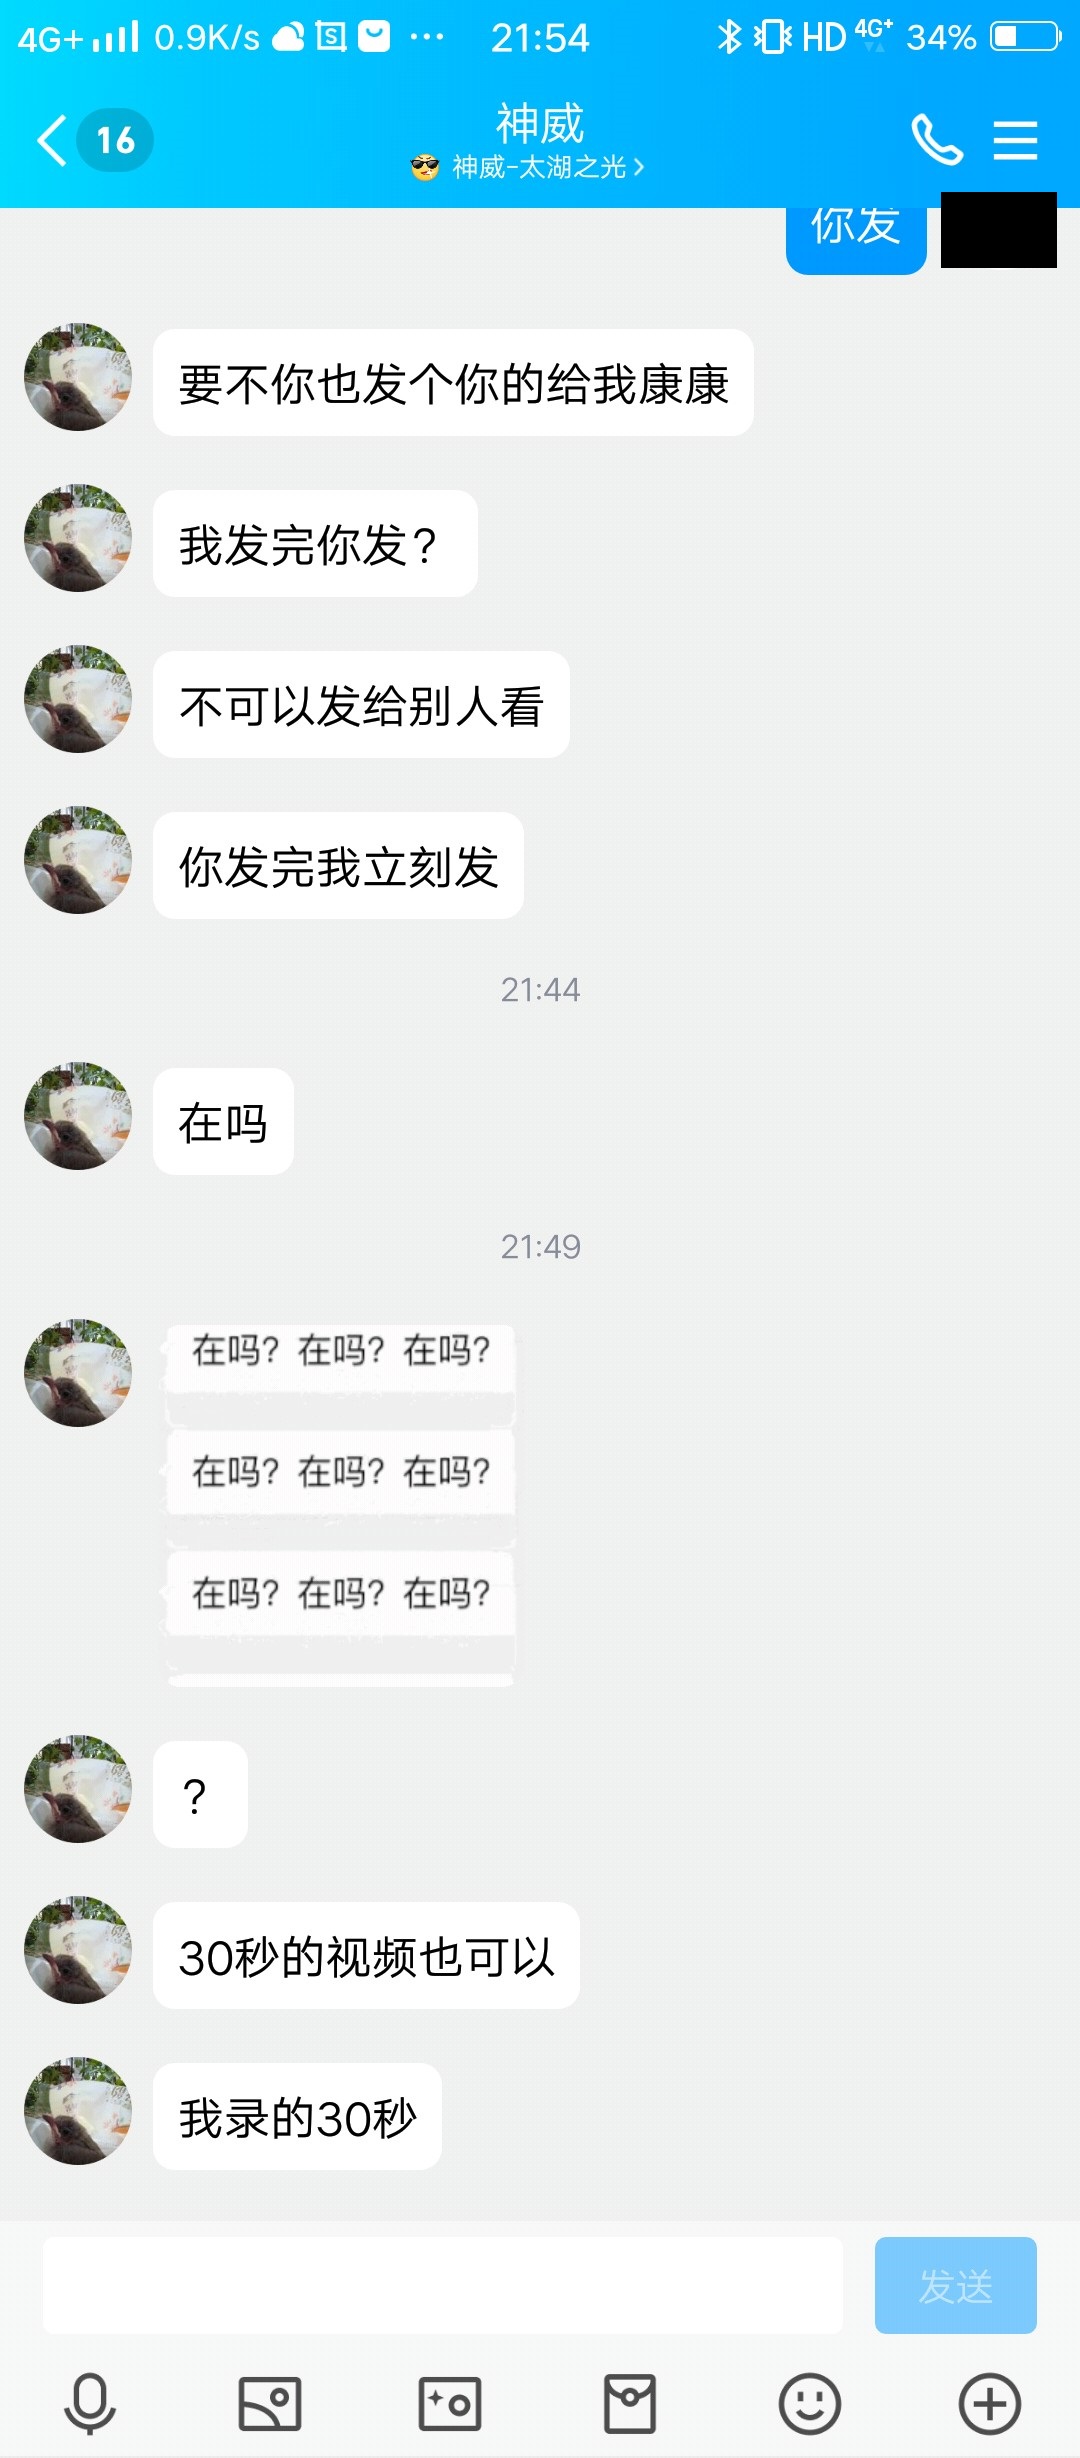 4G+ 0.9K/s ··· 21:54 HD 4G+ 34%
16
神威
神威-太湖之光
你发
要不你也发个你的给我康康
我发完你发?
不可以发给别人看
你发完我立刻发
21:44
在吗
21:49
在吗? 在吗? 在吗?
在吗? 在吗? 在吗?
在吗? 在吗? 在吗?
?
30秒的视频也可以
我录的30秒
发送